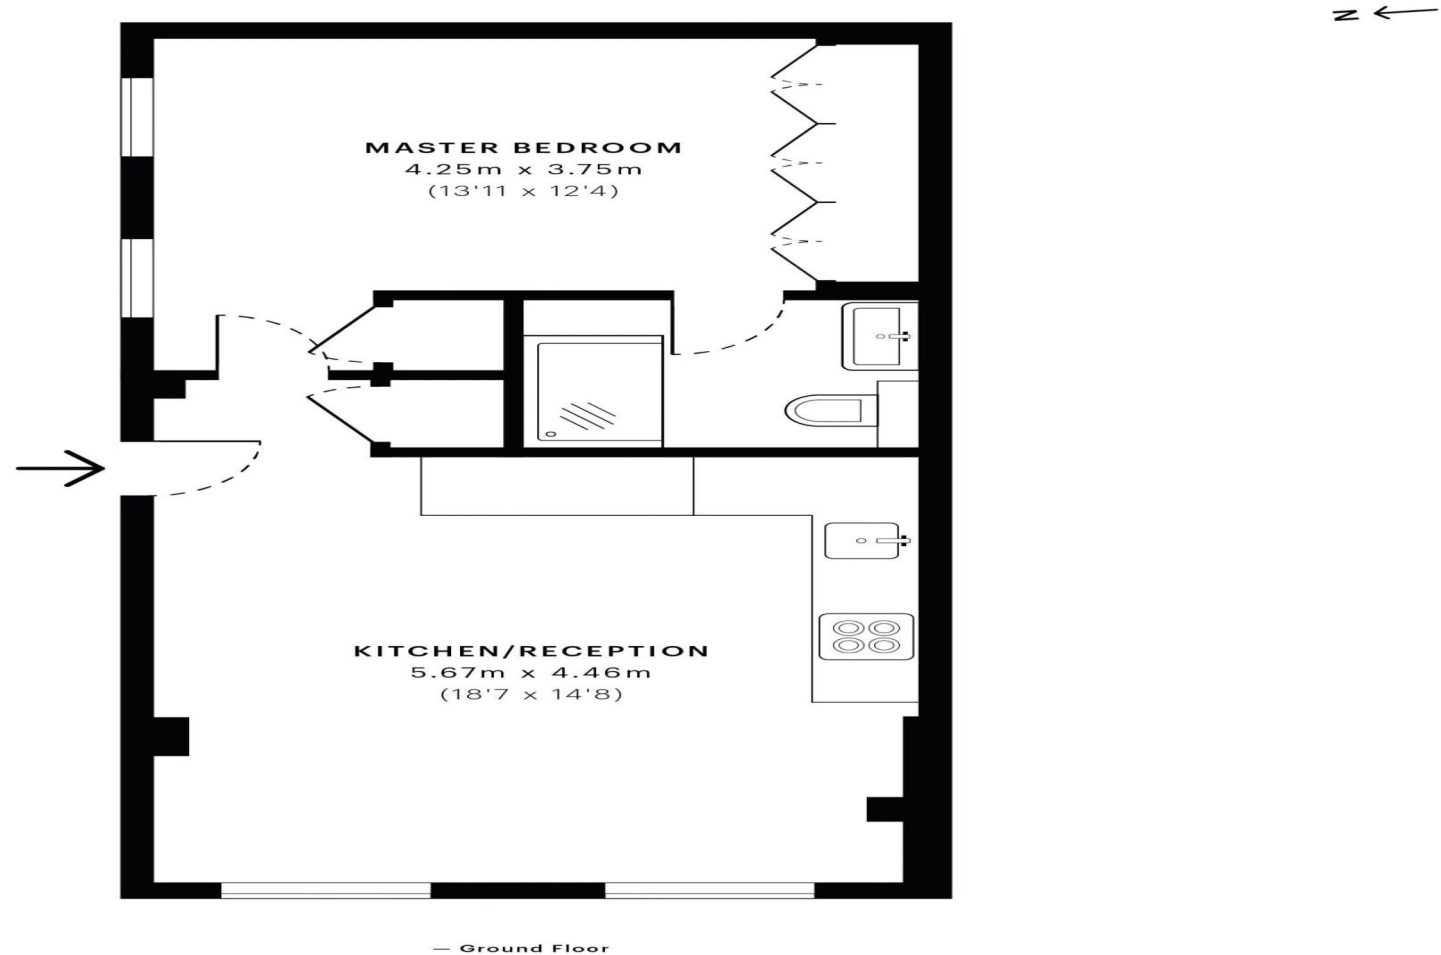 N
MASTER BEDROOM
4.25m x 3.75m
(13'11 x 12'4)
KITCHEN/RECEPTION
5.67m x 4.46m
(18'7 x 14'8)
— Ground Floor